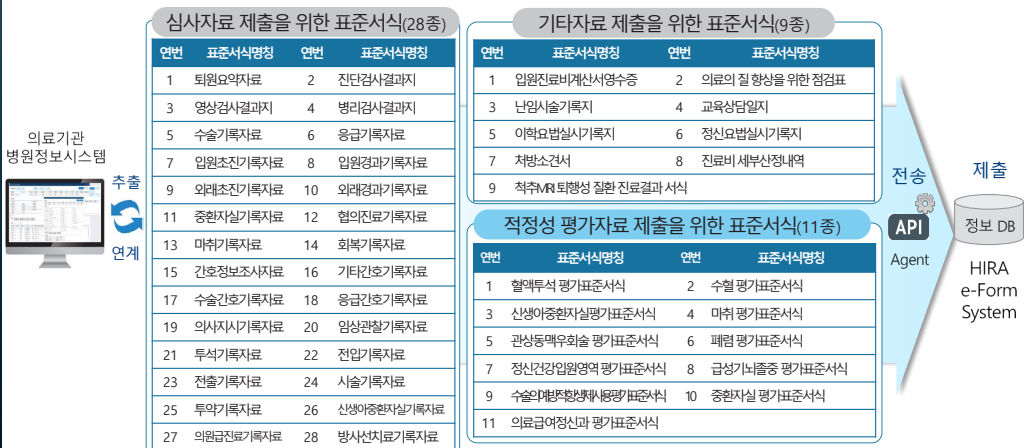 의료기관
병원정보시스템
추출
연계
심사자료 제출을 위한 표준서식(28종)
연번 표준서식명칭 연번 표준서식명칭
1 퇴원요약자료 2 진단검사결과지
3 영상검사결과지 4 병리검사결과지
5 수술기록자료 6 응급기록자료
7 입원초진기록자료 8 입원경과기록자료
9 외래초진기록자료 10 외래경과기록자료
11 중환자실기록자료 12 협의진료기록자료
13 마취기록자료 14 회복기록자료
15 간호정보조사자료 16 기타간호기록자료
17 수술간호기록자료 18 응급간호기록자료
19 의사지시기록자료 20 임상관찰기록자료
21 투석기록자료 22 전입기록자료
23 전출기록자료 24 시술기록자료
25 투약기록자료 26 신생아중환자실기록자료
27 의원급진료기록자료 28 방사선치료기록자료
기타자료 제출을 위한 표준서식(9종)
연번 표준서식명칭 연번 표준서식명칭
1 입원진료비계산서영수증 2 의료의 질 향상을 위한 점검표
3 난임시술기록지 4 교육상담일지
5 이학요법실시기록지 6 정신요법실시기록지
7 처방소견서 8 진료비 세부산정내역
9 척추MRI 퇴행성 질환 진료결과 서식
적정성 평가자료 제출을 위한 표준서식(11종)
연번 표준서식명칭 연번 표준서식명칭
1 혈액투석 평가표준서식 2 수혈 평가표준서식
3 신생아중환자실평가표준서식 4 마취 평가표준서식
5 관상동맥우회술 평가표준서식 6 폐렴 평가표준서식
7 정신건강입원영역 평가표준서식 8 급성기뇌졸중 평가표준서식
9 수술의예방적항생제사용평가표준서식 10 중환자실 평가표준서식
11 의료급여정신과 평가표준서식
전송
API
Agent
제출
정보 DB
HIRA
e-Form
System